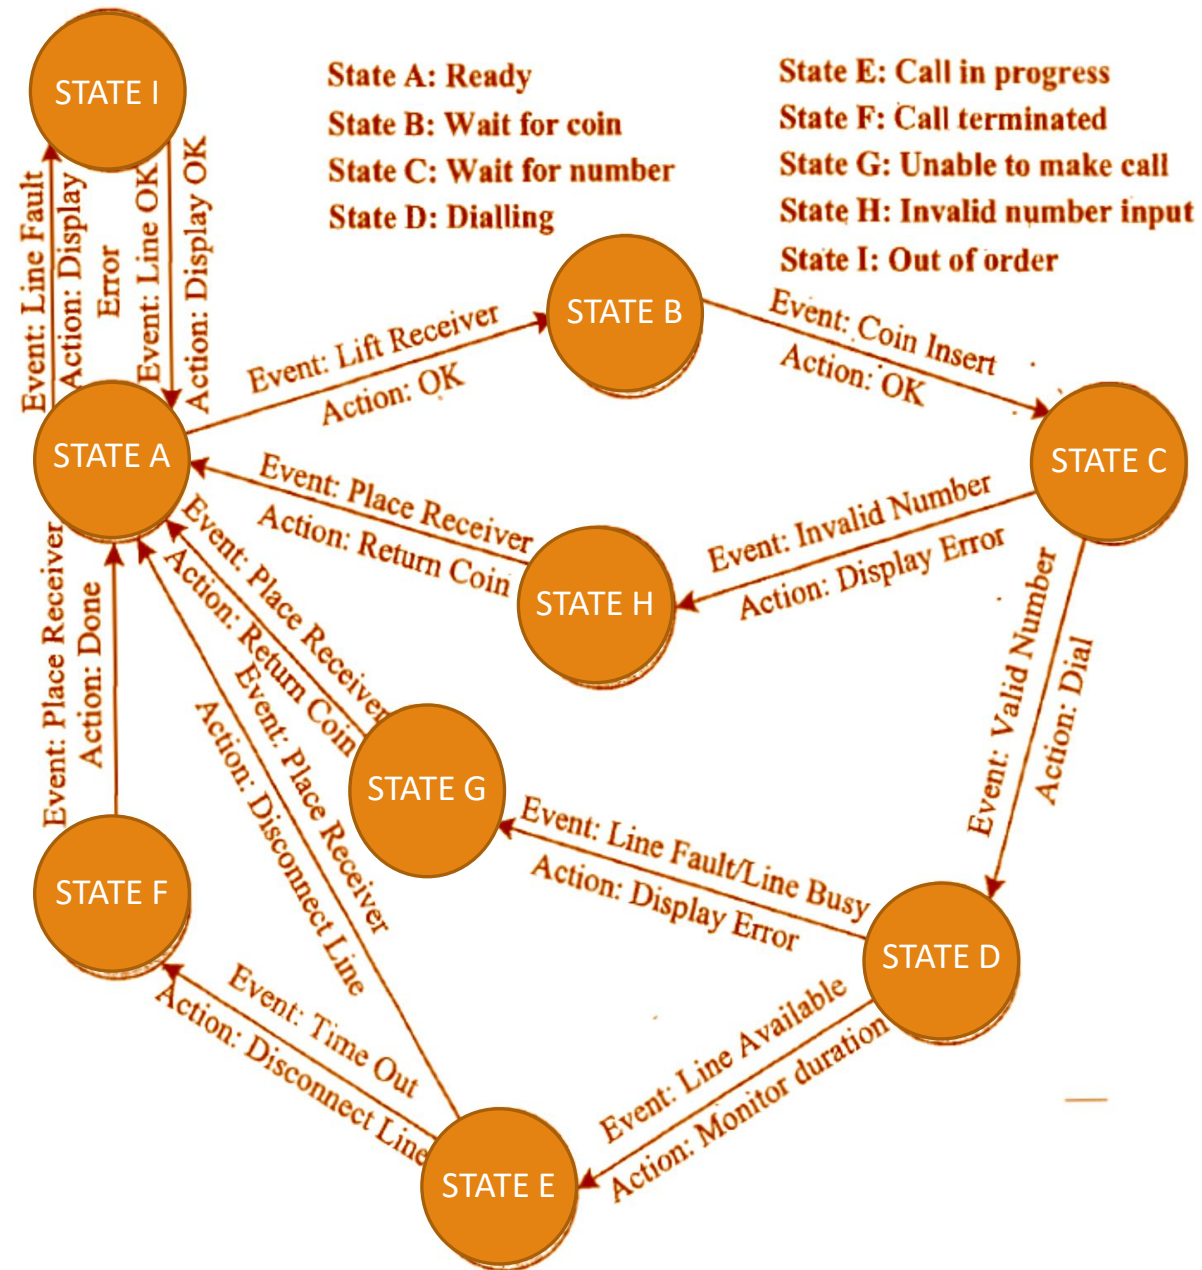 STATE I
State A: Ready
State B: Wait for coin
State C: Wait for number
State D: Dialling
State E: Call in progress
State F: Call terminated
State G: Unable to make call
State H: Invalid number input
State I: Out of order
Event: Line Fault
Action: Display
Error
Event: Line OK
Action: Display OK
STATE B
Event: Lift Receiver
Action: OK
Event: Coin Insert
Action: OK
STATE A
STATE C
Event: Place Receiver
Action: Return Coin
Event: Invalid Number
Action: Display Error
STATE H
Event: Place Receiver
Action: Return Coin
Event: Place Receiver
Action: Done
Event: Valid Number
Action: Dial
Event: Place Receiver
Action: Disconnect Line
STATE G
Event: Line Fault/Line Busy
Action: Display Error
STATE F
STATE D
Event: Time Out
Action: Disconnect Line
Event: Line Available
Action: Monitor duration
STATE E